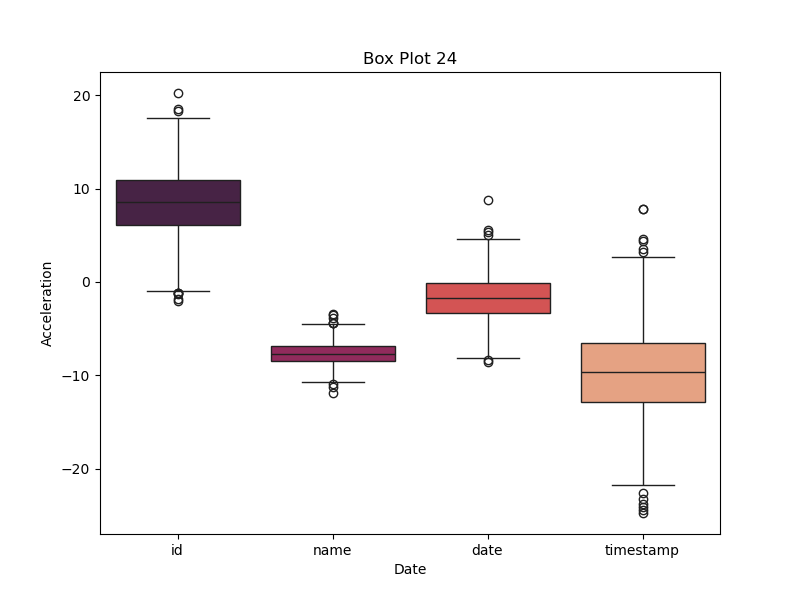 Box Plot 24
Acceleration
20
10
0
−10
−20
id
name
date
timestamp
Date